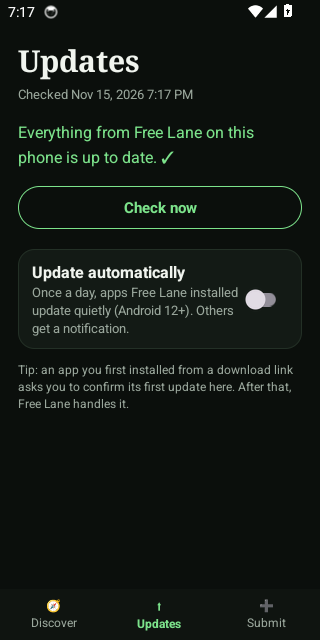 7:17
Updates
Checked Nov 15, 2026 7:17 PM
Everything from Free Lane on this
phone is up to date. ✓
Check now
Update automatically
Once a day, apps Free Lane installed
update quietly (Android 12+). Others
get a notification.
Tip: an app you first installed from a download link
asks you to confirm its first update here. After that,
Free Lane handles it.
Discover
Updates
Submit